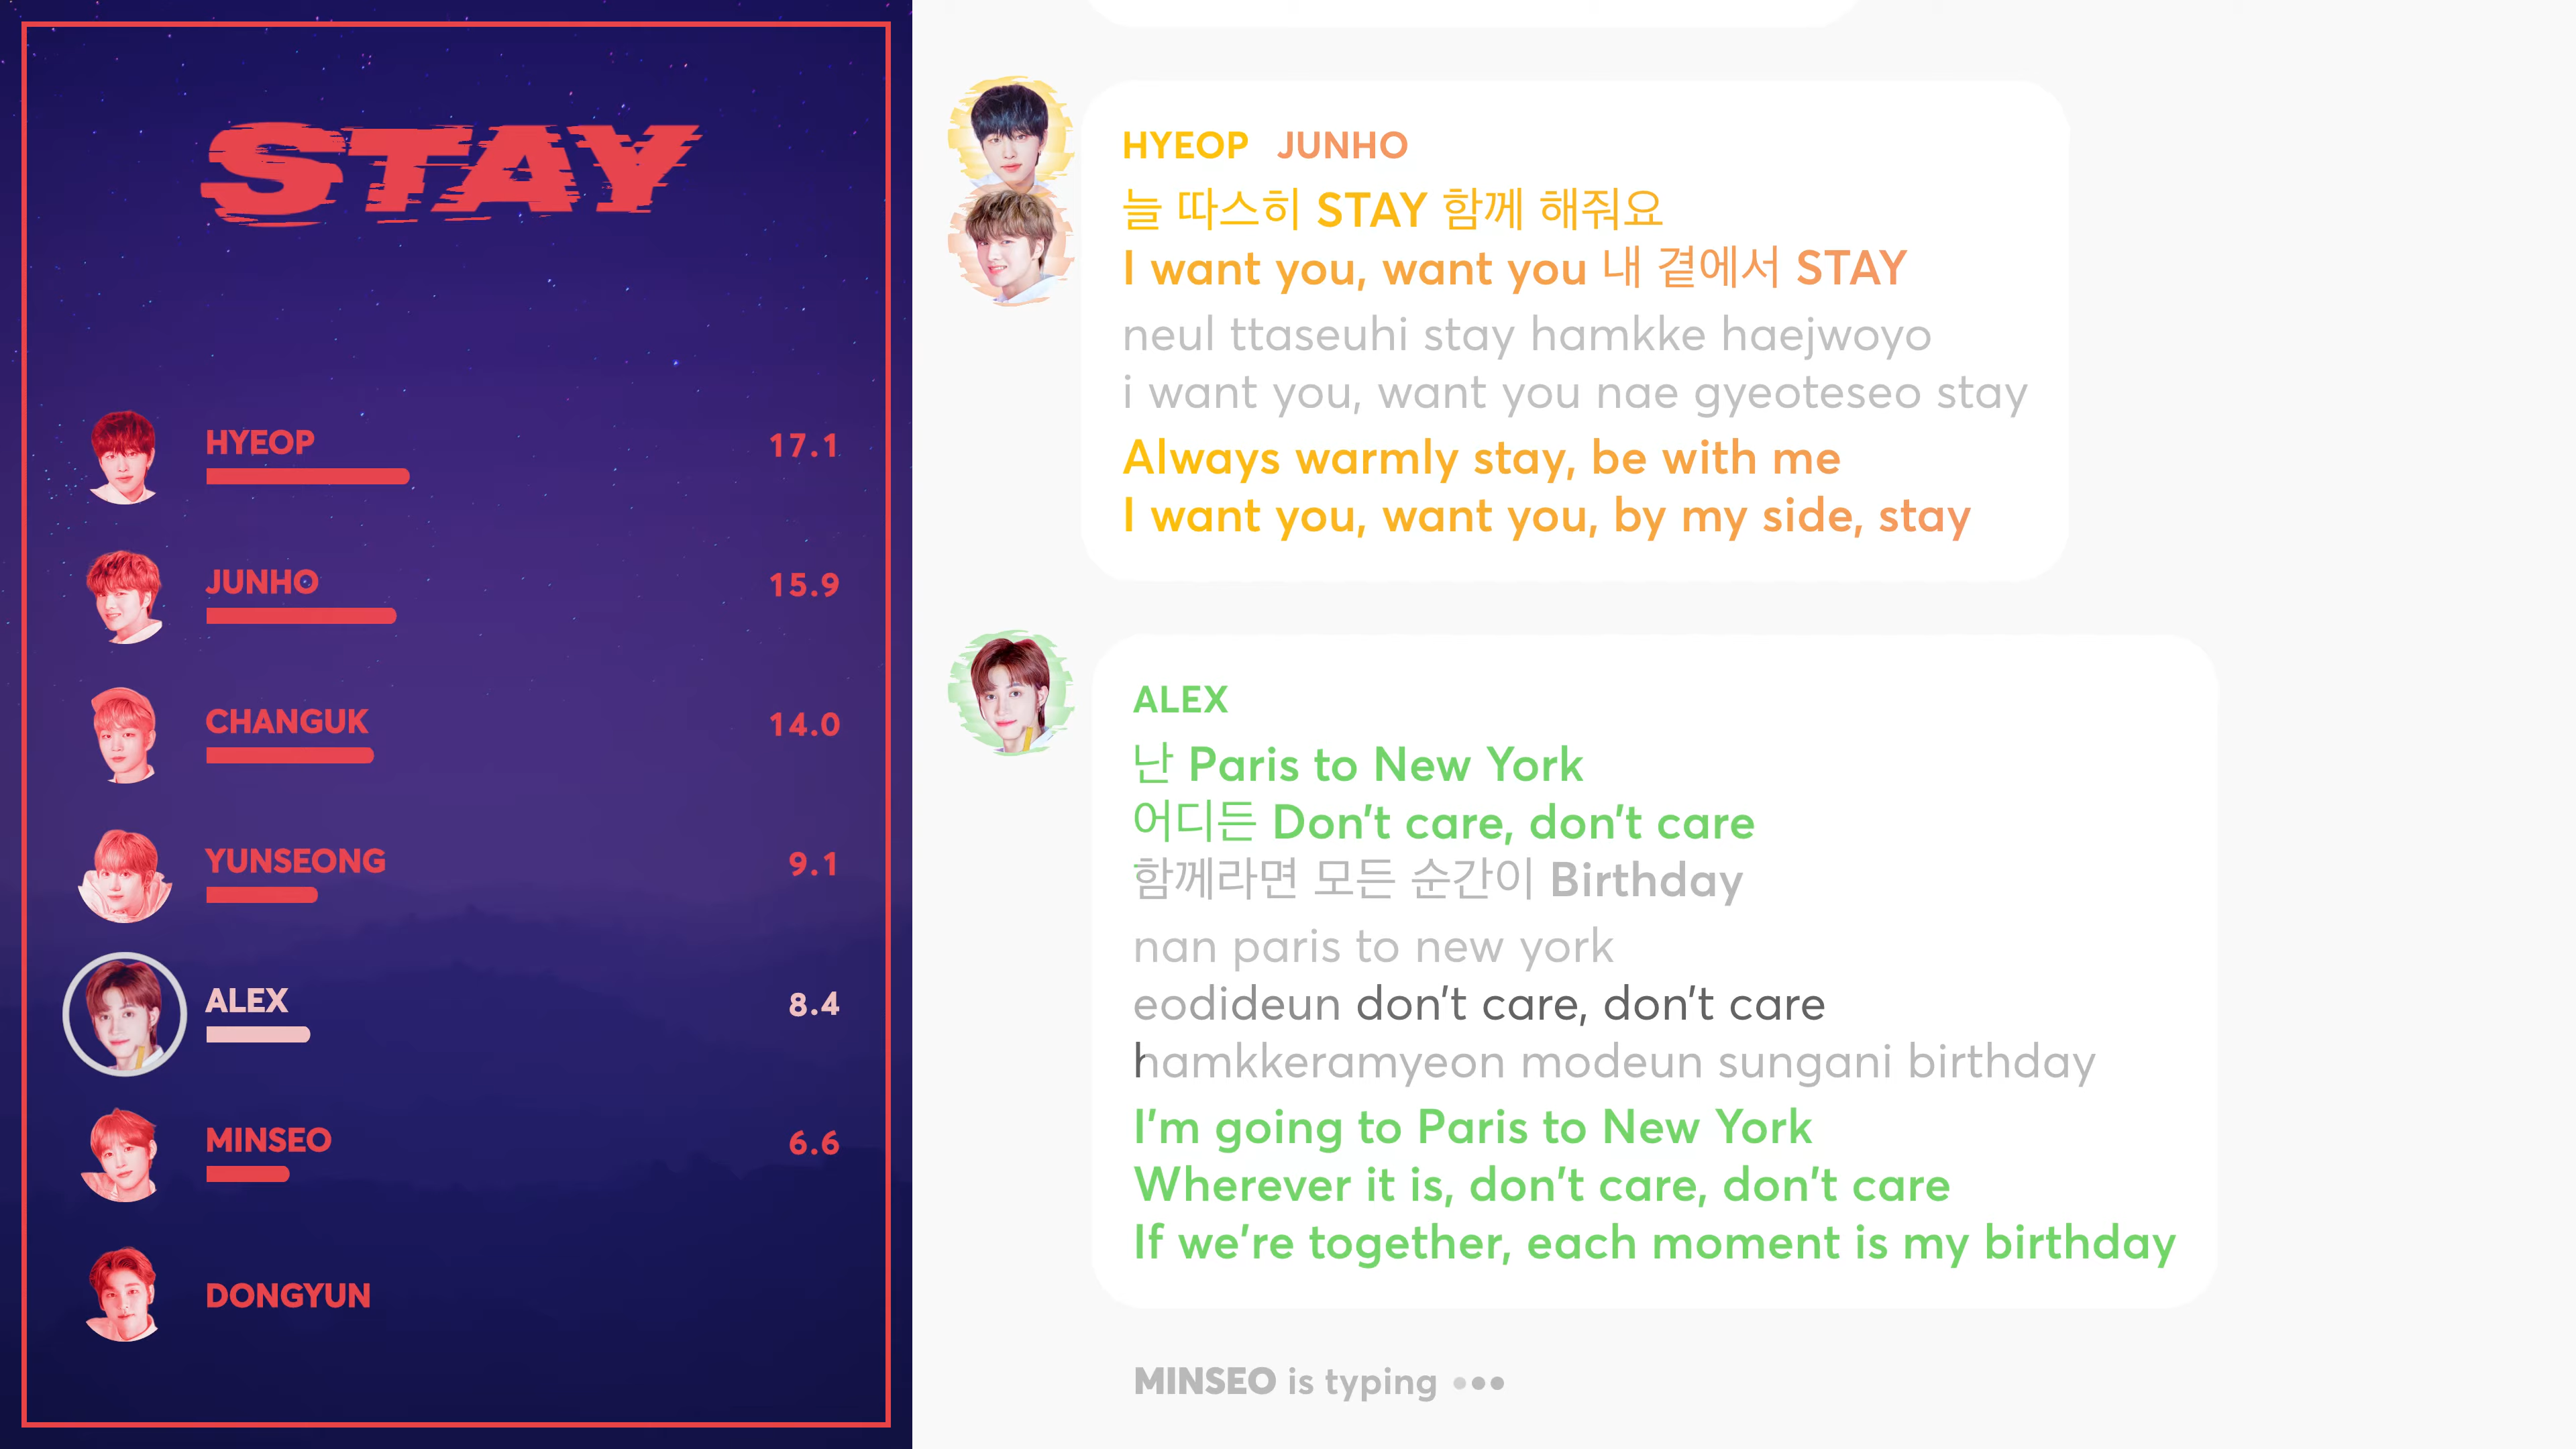 STAY
HYEOP
17.1
JUNHO
15.9
CHANGUK
14.0
YUNSEONG
9.1
ALEX
8.4
MINSEO
6.6
DONGYUN
HYEOP JUNHO
늘 따스히 STAY 함께 해줘요
I want you, want you 내 곁에서 STAY
neul ttaseuhi stay hamkke haejwoyo
i want you, want you nae gyeoteseo stay
Always warmly stay, be with me
I want you, want you, by my side, stay
ALEX
난 Paris to New York
어디든 Don't care, don't care
함께라면 모든 순간이 Birthday
nan paris to new york
eodideun don't care, don't care
hamkkeramyeon modeun sungani birthday
I'm going to Paris to New York
Wherever it is, don't care, don't care
If we're together, each moment is my birthday
MINSEO is typing